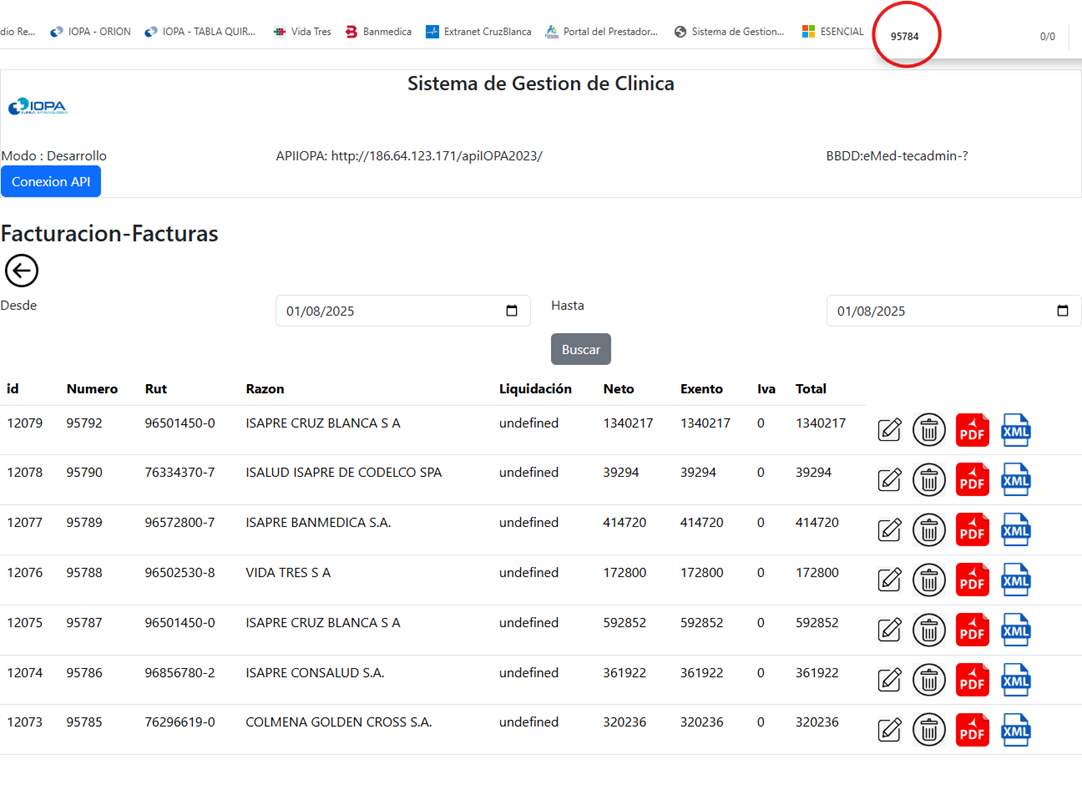 dio Re... IOPA - ORION IOPA - TABLA QUIR... Vida Tres Banmedica Extranet CruzBlanca Portal del Prestador... Sistema de Gestion... ESENCIAL 95784 0/0
Sistema de Gestion de Clinica
IOPA
Modo : Desarrollo APIIOPA: http://186.64.123.171/apiIOPA2023/ BBDD:eMed-tecadmin-?
Conexion API
Facturacion-Facturas
Desde 01/08/2025 Hasta 01/08/2025
Buscar
id Numero Rut Razon Liquidación Neto Exento Iva Total
12079 95792 96501450-0 ISAPRE CRUZ BLANCA S A undefined 1340217 1340217 0 1340217 PDF XML
12078 95790 76334370-7 ISALUD ISAPRE DE CODELCO SPA undefined 39294 39294 0 39294 PDF XML
12077 95789 96572800-7 ISAPRE BANMEDICA S.A. undefined 414720 414720 0 414720 PDF XML
12076 95788 96502530-8 VIDA TRES S A undefined 172800 172800 0 172800 PDF XML
12075 95787 96501450-0 ISAPRE CRUZ BLANCA S A undefined 592852 592852 0 592852 PDF XML
12074 95786 96856780-2 ISAPRE CONSALUD S.A. undefined 361922 361922 0 361922 PDF XML
12073 95785 76296619-0 COLMENA GOLDEN CROSS S.A. undefined 320236 320236 0 320236 PDF XML